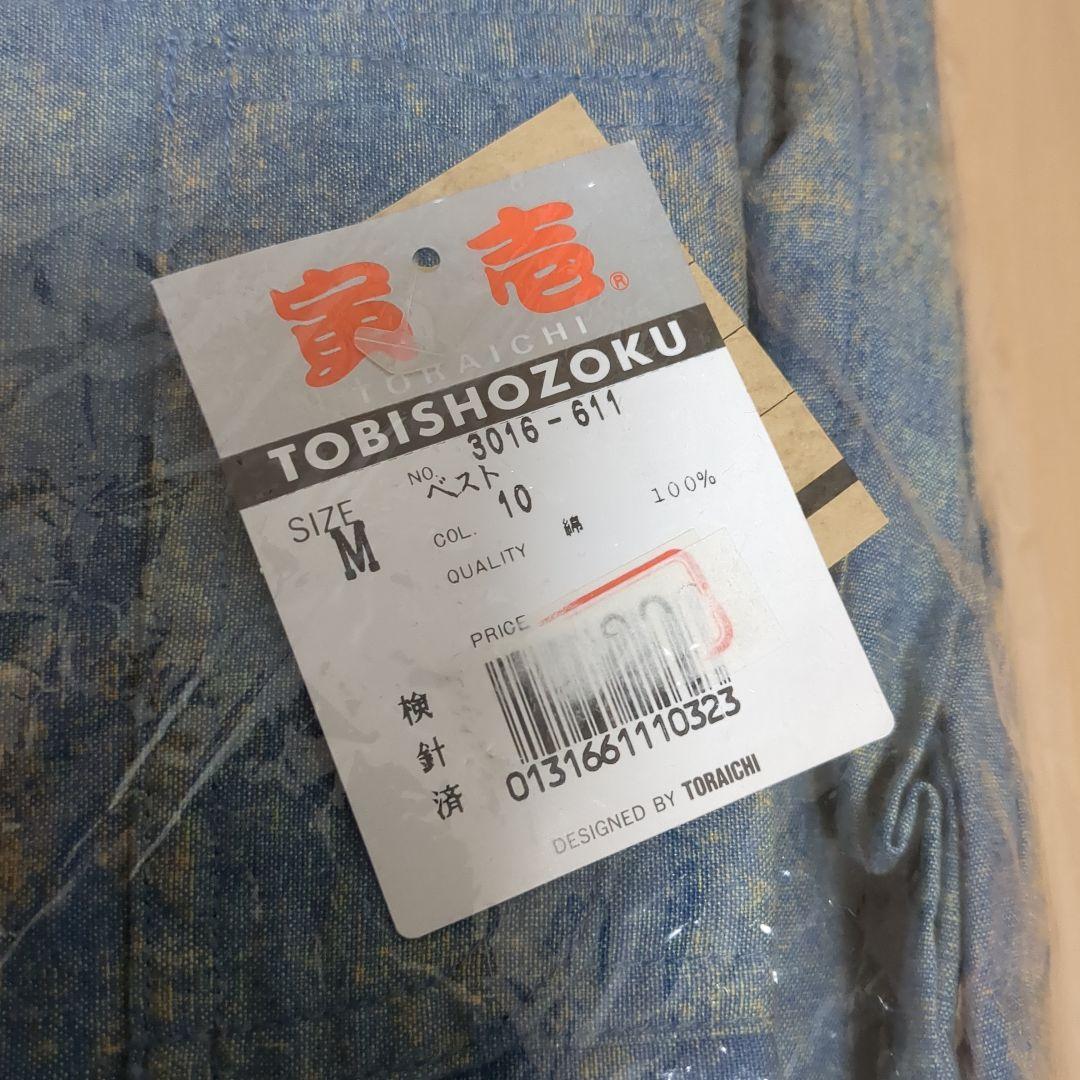 寅壱®
TORAICHI
TOBISHOZOKU
NO. 3016-611
ベスト
SIZE M
COL. 10
QUALITY 綿 100%
PRICE
0131661110323
検針済
DESIGNED BY TORAICHI